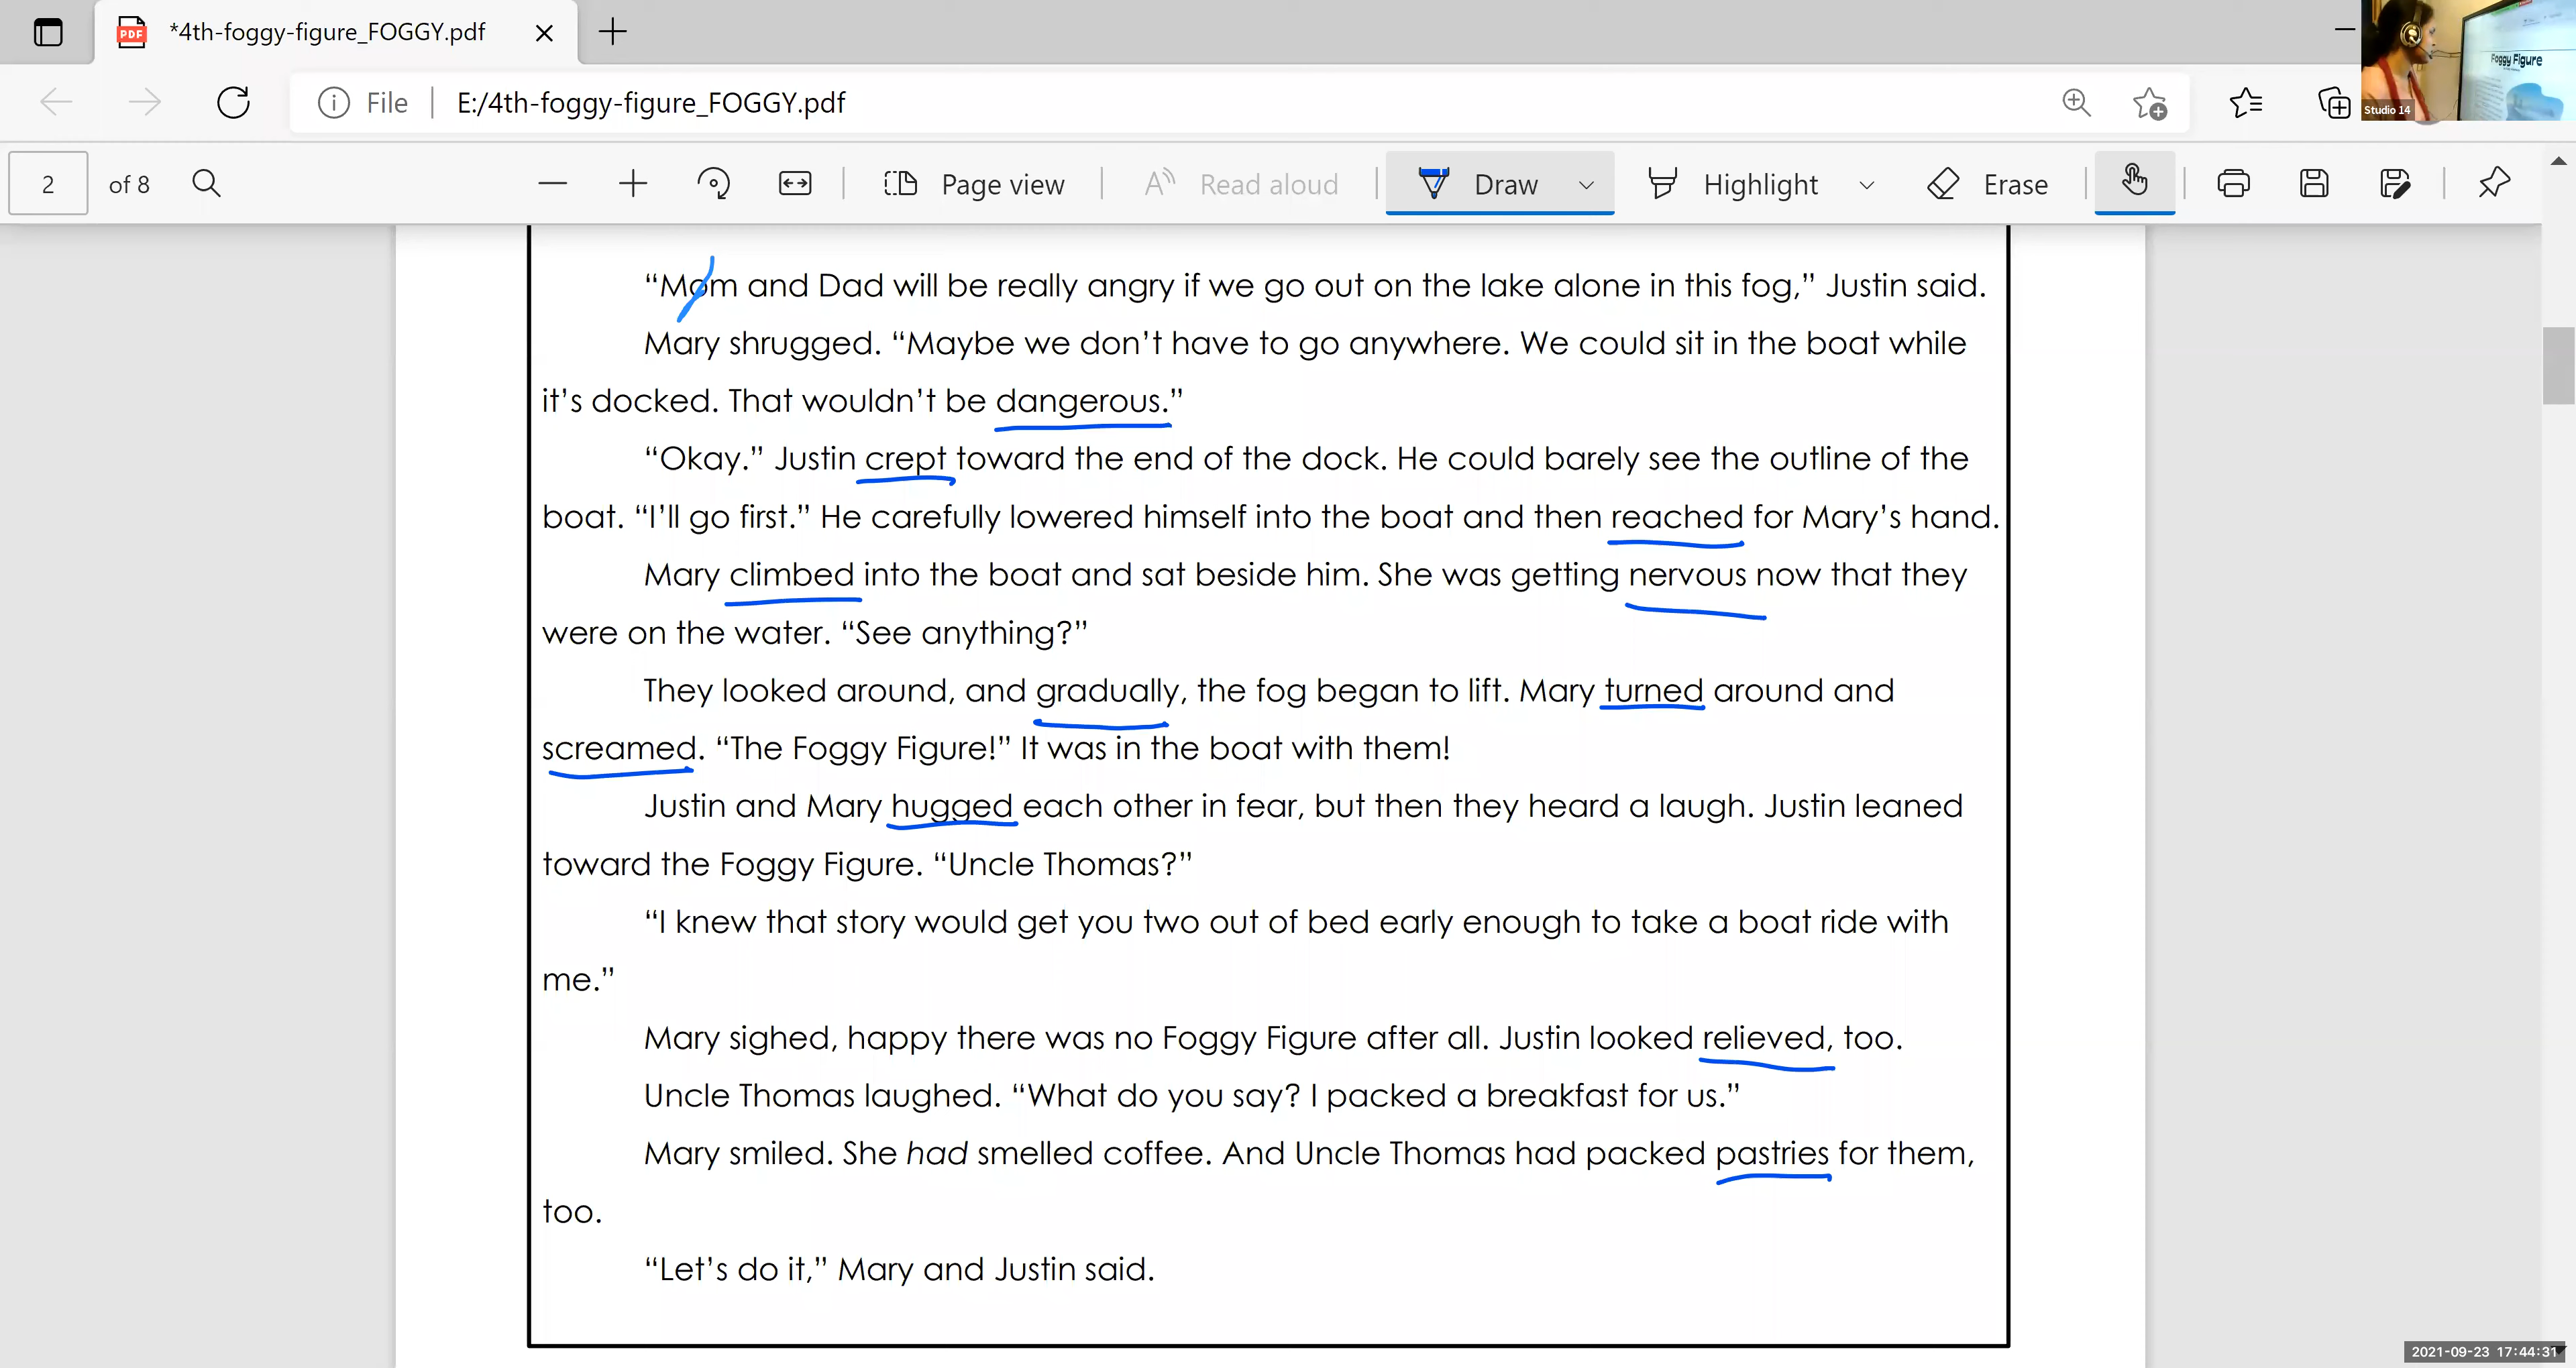 *4th-foggy-figure_FOGGY.pdf
File | E:/4th-foggy-figure_FOGGY.pdf
Studio 14
Foggy Figure
2 of 8 Page view Read aloud Draw Highlight Erase
“Mom and Dad will be really angry if we go out on the lake alone in this fog,” Justin said.
Mary shrugged. “Maybe we don’t have to go anywhere. We could sit in the boat while
it’s docked. That wouldn’t be dangerous.”
“Okay.” Justin crept toward the end of the dock. He could barely see the outline of the
boat. “I’ll go first.” He carefully lowered himself into the boat and then reached for Mary’s hand.
Mary climbed into the boat and sat beside him. She was getting nervous now that they
were on the water. “See anything?”
They looked around, and gradually, the fog began to lift. Mary turned around and
screamed. “The Foggy Figure!” It was in the boat with them!
Justin and Mary hugged each other in fear, but then they heard a laugh. Justin leaned
toward the Foggy Figure. “Uncle Thomas?”
“I knew that story would get you two out of bed early enough to take a boat ride with
me.”
Mary sighed, happy there was no Foggy Figure after all. Justin looked relieved, too.
Uncle Thomas laughed. “What do you say? I packed a breakfast for us.”
Mary smiled. She had smelled coffee. And Uncle Thomas had packed pastries for them,
too.
“Let’s do it,” Mary and Justin said.
2021-09-23 17:44:31